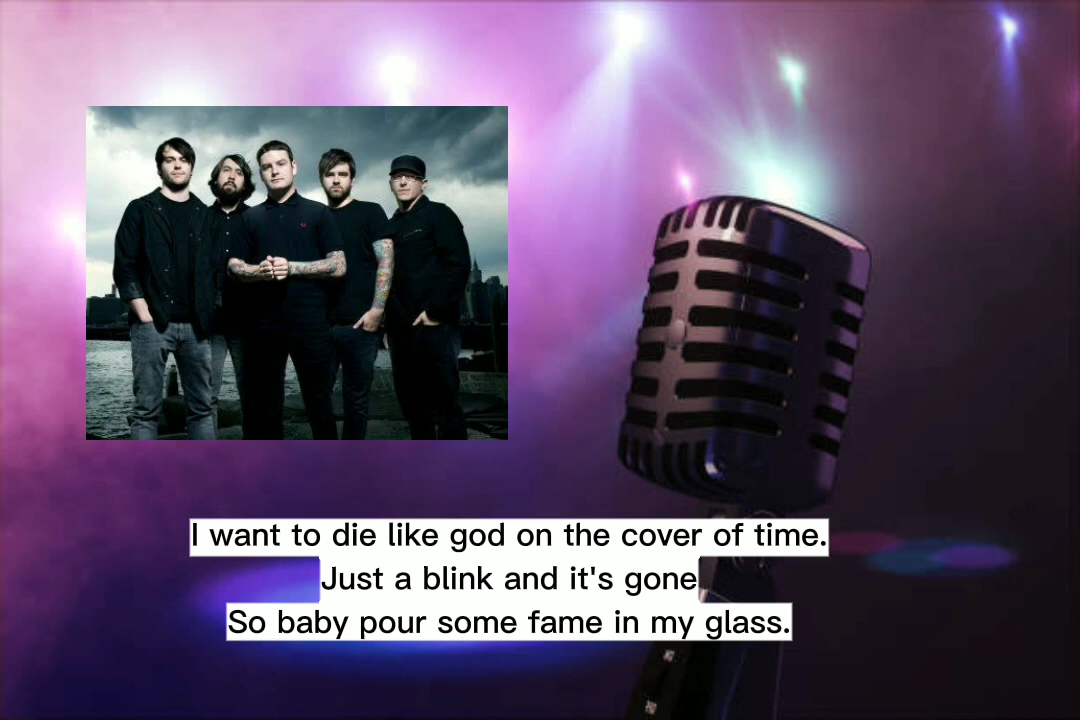 I want to die like god on the cover of time.
Just a blink and it's gone
So baby pour some fame in my glass.